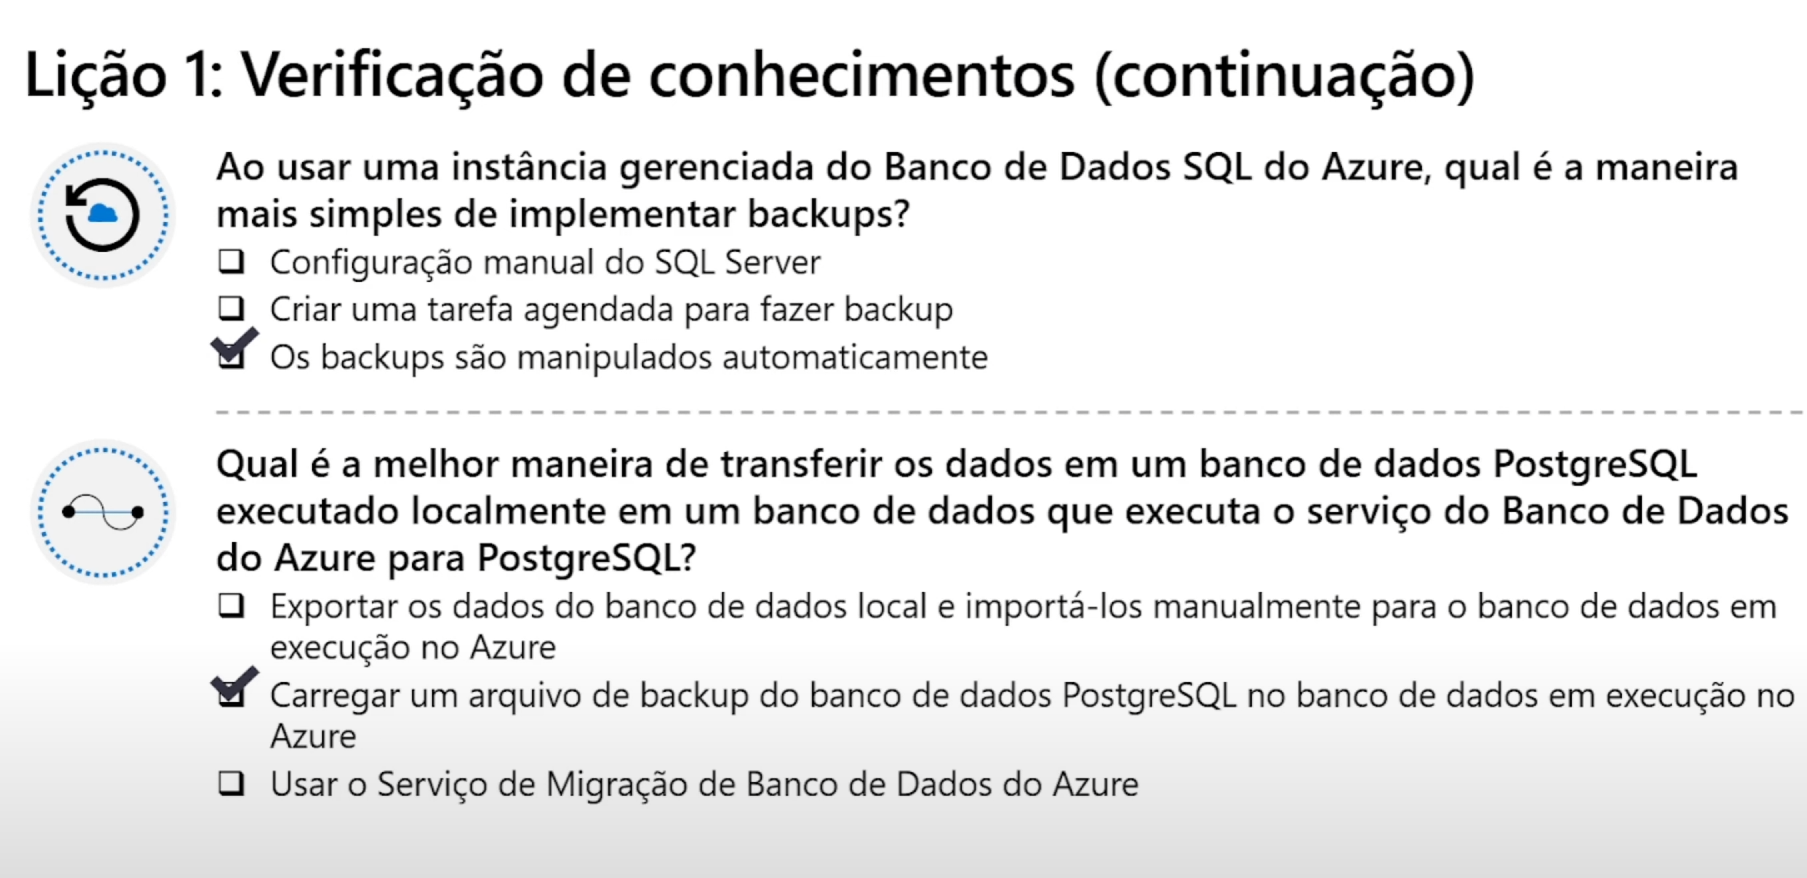 Lição 1: Verificação de conhecimentos (continuação)
Ao usar uma instância gerenciada do Banco de Dados SQL do Azure, qual é a maneira
mais simples de implementar backups?
Configuração manual do SQL Server
Criar uma tarefa agendada para fazer backup
Os backups são manipulados automaticamente
Qual é a melhor maneira de transferir os dados em um banco de dados PostgreSQL
executado localmente em um banco de dados que executa o serviço do Banco de Dados
do Azure para PostgreSQL?
Exportar os dados do banco de dados local e importá-los manualmente para o banco de dados em
execução no Azure
Carregar um arquivo de backup do banco de dados PostgreSQL no banco de dados em execução no
Azure
Usar o Serviço de Migração de Banco de Dados do Azure